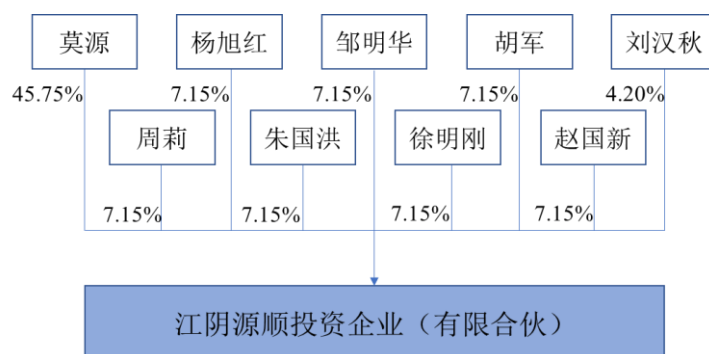 莫源
杨旭红
邹明华
胡军
刘汉秋
45.75%
7.15%
7.15%
7.15%
4.20%
周莉
朱国洪
徐明刚
赵国新
7.15%
7.15%
7.15%
7.15%
江阴源顺投资企业（有限合伙）